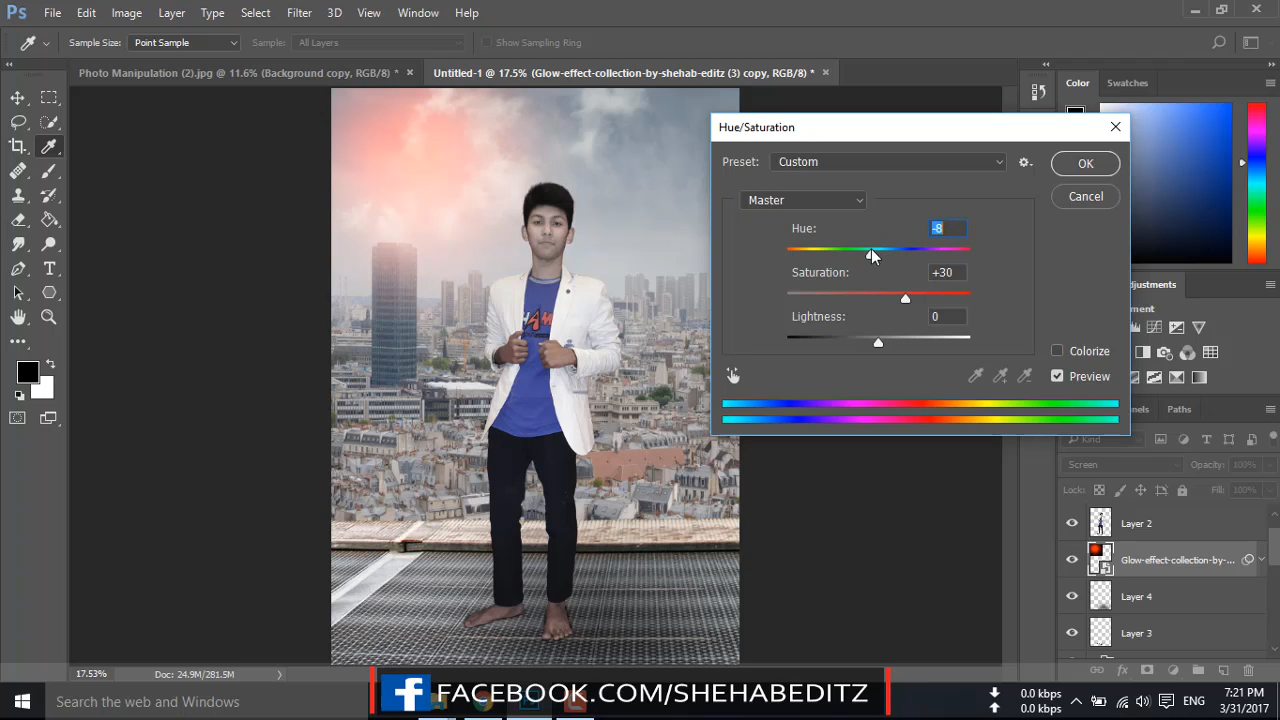 Ps File Edit Image Layer Type Select Filter 3D View Window Help
Sample Size: Point Sample Sample: All Layers Show Sampling Ring
Photo Manipulation (2).jpg @ 11.6% (Background copy, RGB/8) *
Untitled-1 @ 17.5% (Glow-effect-collection-by-shehab-editz (3) copy, RGB/8) *
Color Swatches
Hue/Saturation
Preset: Custom
OK
Master
Cancel
Hue: -8
Saturation: +30
Lightness: 0
Colorize
Preview
Paths
Kind
Screen Opacity: 100%
Lock: Fill: 100%
Layer 2
Glow-effect-collection-by-...
Layer 4
Layer 3
17.53% Doc: 24.9M/281.5M
Search the web and Windows
f FACEBOOK.COM/SHEHABEDITZ
0.0 kbps
0.0 kbps
ENG
7:21 PM
3/31/2017